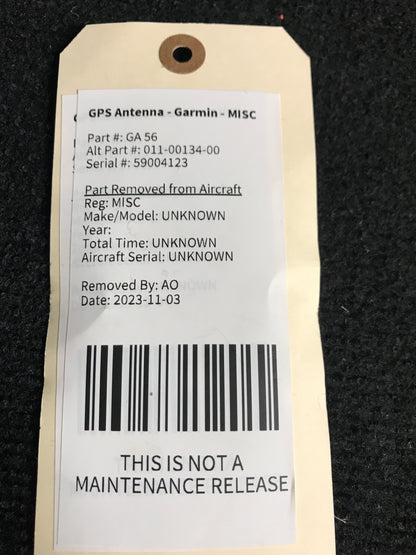 GPS Antenna - Garmin - MISC
Part #: GA 56
Alt Part #: 011-00134-00
Serial #: 59004123
Part Removed from Aircraft
Reg: MISC
Make/Model: UNKNOWN
Year:
Total Time: UNKNOWN
Aircraft Serial: UNKNOWN
Removed By: AO
Date: 2023-11-03
THIS IS NOT A
MAINTENANCE RELEASE